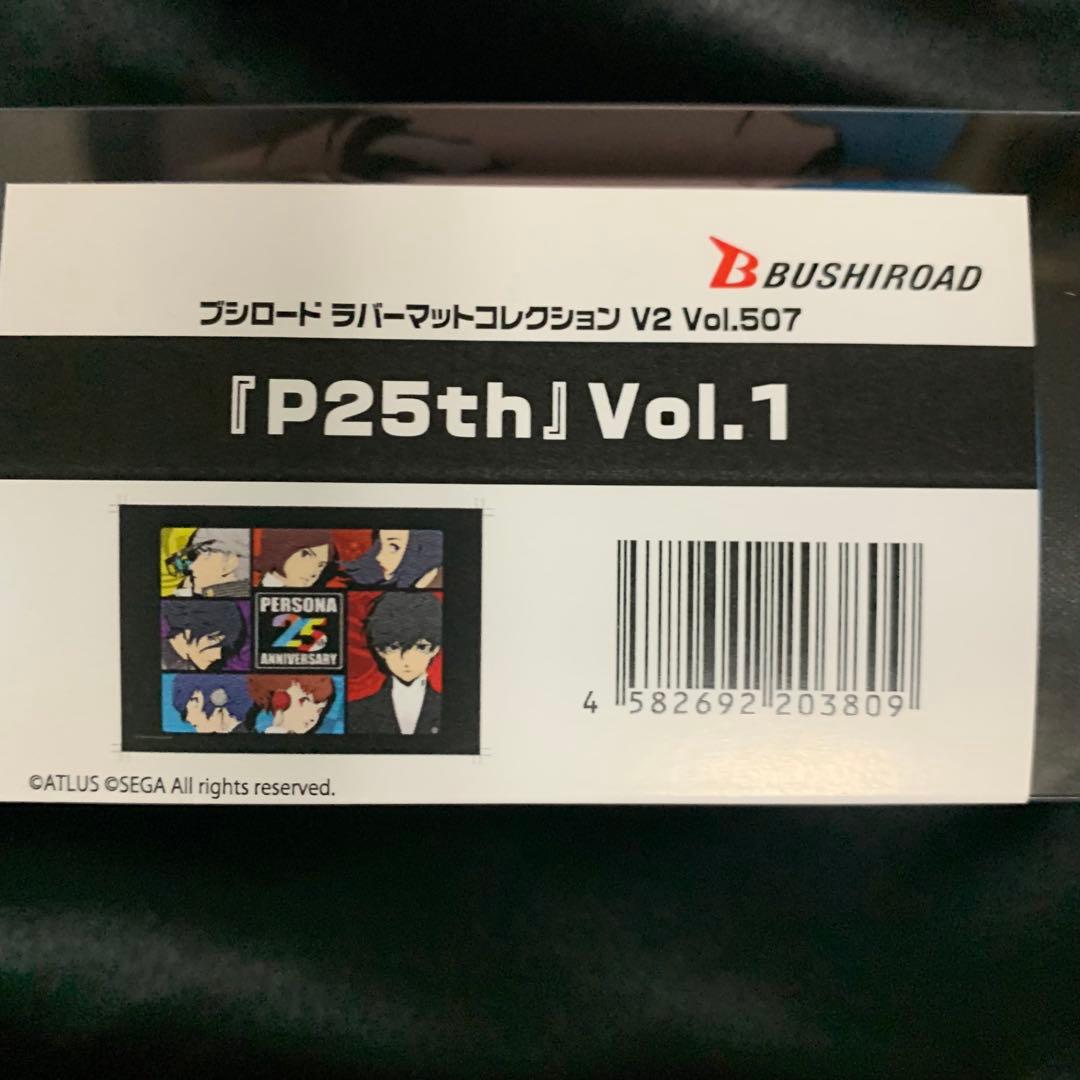 BUSHIROAD
ブシロード ラバーマットコレクション V2 Vol.507
『P25th』Vol.1
PERSONA
25
ANNIVERSARY
4 582692 203809
©ATLUS ©SEGA All rights reserved.